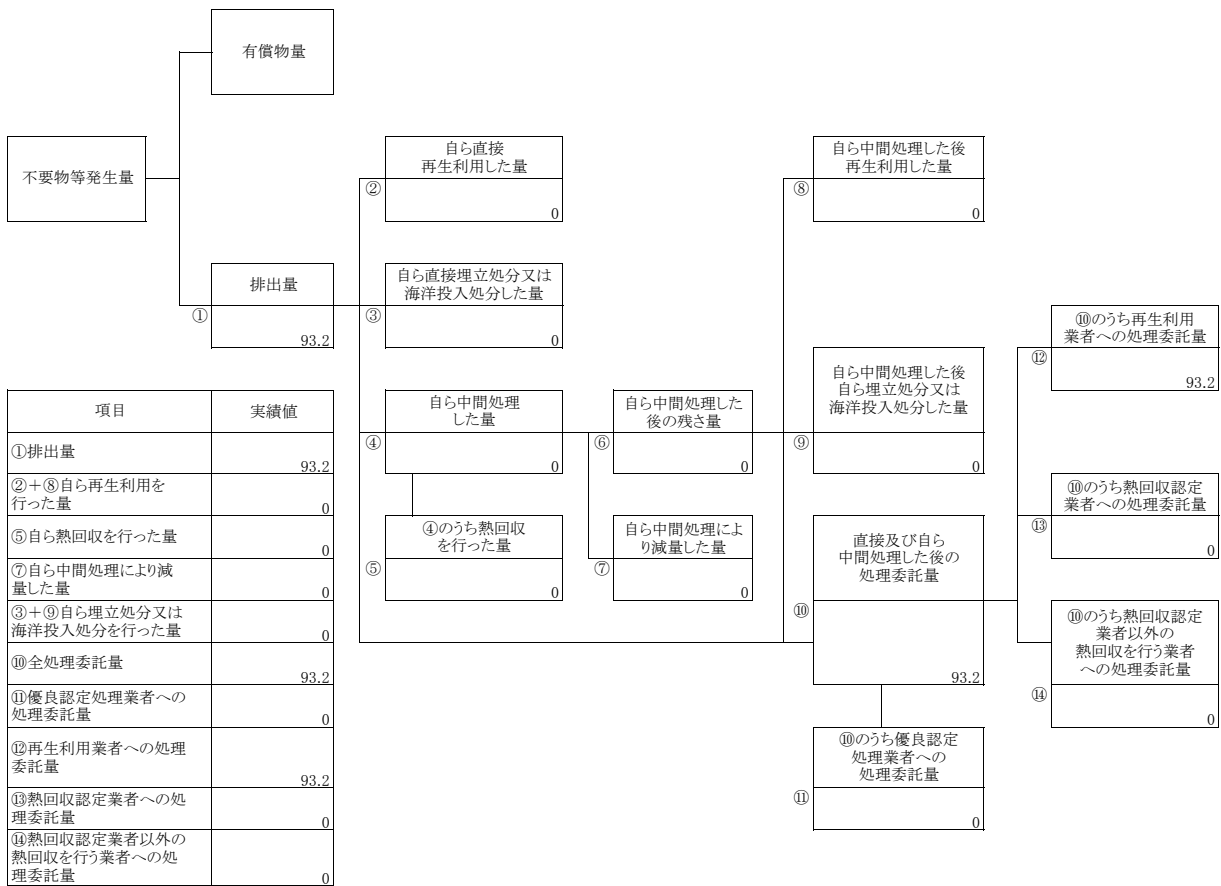 有償物量
不要物等発生量
自ら直接
再生利用した量
②
0
自ら中間処理した後
再生利用した量
⑧
0
排出量
①
93.2
自ら直接埋立処分又は
海洋投入処分した量
③
0
⑩のうち再生利用
業者への処理委託量
⑫
93.2
自ら中間処理
した量
④
0
自ら中間処理した
後の残さ量
⑥
0
自ら中間処理した後
自ら埋立処分又は
海洋投入処分した量
⑨
0
⑩のうち熱回収認定
業者への処理委託量
⑬
0
④のうち熱回収
を行った量
⑤
0
自ら中間処理によ
り減量した量
⑦
0
直接及び自ら
中間処理した後の
処理委託量
⑩
93.2
⑩のうち熱回収認定
業者以外の
熱回収を行う業者
への処理委託量
⑭
0
⑩のうち優良認定
処理業者への
処理委託量
⑪
0
項目 実績値
①排出量
93.2
②＋⑧自ら再生利用を
行った量
0
⑤自ら熱回収を行った量
0
⑦自ら中間処理により減
量した量
0
③＋⑨自ら埋立処分又は
海洋投入処分を行った量
0
⑩全処理委託量
93.2
⑪優良認定処理業者への
処理委託量
0
⑫再生利用業者への処理
委託量
93.2
⑬熱回収認定業者への処
理委託量
0
⑭熱回収認定業者以外の
熱回収を行う業者への処
理委託量
0